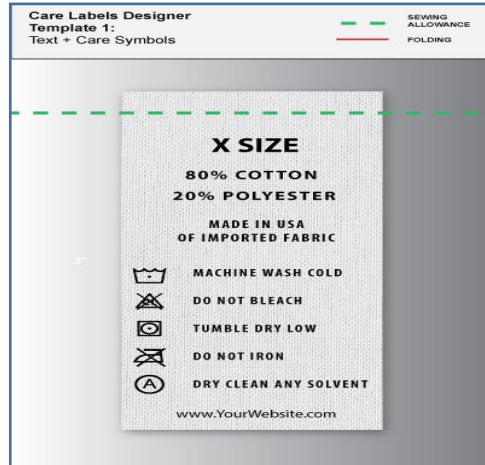 Care Labels Designer
Template 1:
Text + Care Symbols
SEWING
ALLOWANCE
FOLDING
X SIZE
80% COTTON
20% POLYESTER
MADE IN USA
OF IMPORTED FABRIC
2"
MACHINE WASH COLD
DO NOT BLEACH
TUMBLE DRY LOW
DO NOT IRON
A DRY CLEAN ANY SOLVENT
www.YourWebsite.com